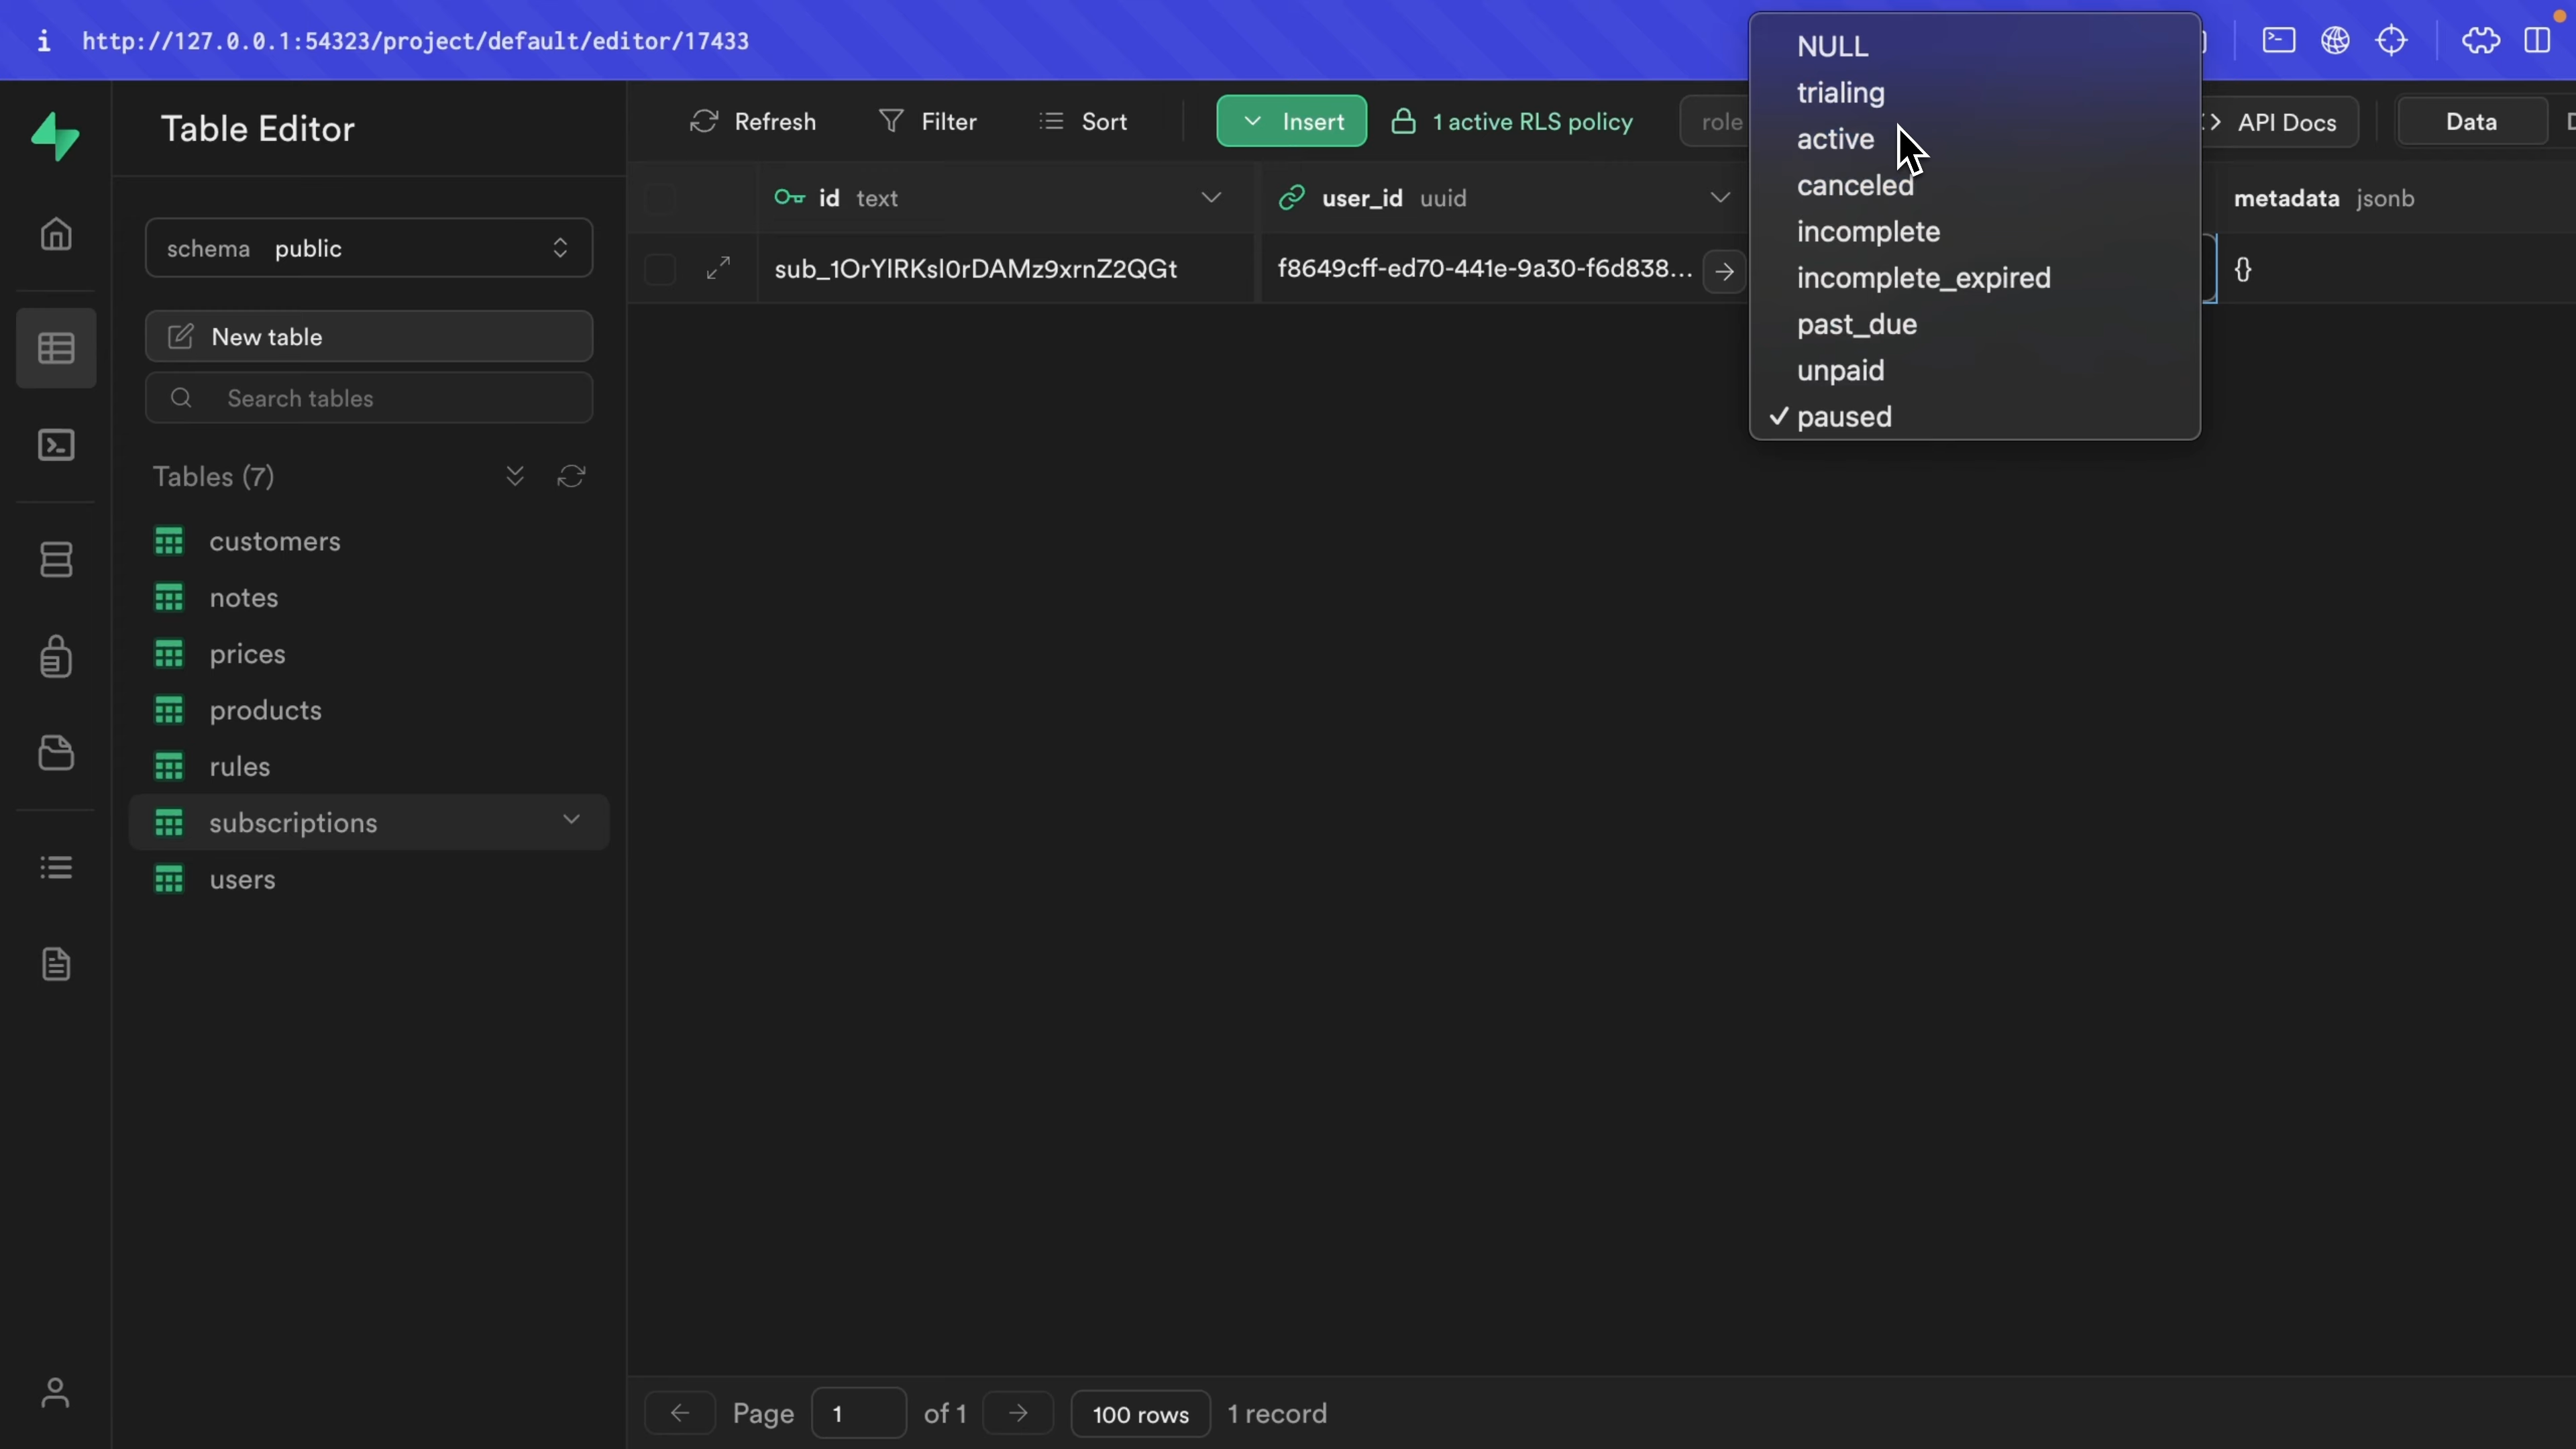 http://127.0.0.1:54323/project/default/editor/17433
Table Editor
schema public
New table
Search tables
Tables (7)
customers
notes
prices
products
rules
subscriptions
users
Refresh
Filter
Sort
Insert
1 active RLS policy
role
API Docs
Data
id text
user_id uuid
metadata jsonb
sub_1OrYlRKsl0rDAMz9xrnZ2QGt
f8649cff-ed70-441e-9a30-f6d838...
{}
NULL
trialing
active
canceled
incomplete
incomplete_expired
past_due
unpaid
paused
Page 1 of 1
100 rows
1 record